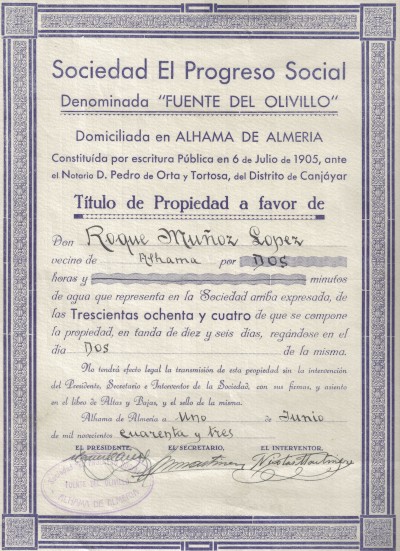 Sociedad El Progreso Social
Denominada "FUENTE DEL OLIVILLO"
Domiciliada en ALHAMA DE ALMERIA
Constituída por escritura Pública en 6 de Julio de 1905, ante
el Notario D. Pedro de Orta y Tortosa, del Distrito de Canjáyar
Título de Propiedad a favor de
Don Roque Muñoz Lopez
vecino de Alhama por Dos
horas y minutos
de agua que representa en la Sociedad arriba expresada, de
las Trescientas ochenta y cuatro de que se compone
la propiedad, en tanda de diez y seis días, regándose en el
día Dos de la misma.
No tendrá efecto legal la transmisión de esta propiedad sin la intervención
del Presidente, Secretario e Interventor de la Sociedad, con sus firmas, y asiento
en el libro de Altas y Bajas, y el sello de la misma.
Alhama de Almería a Uno de Junio
de mil novecientos cuarenta y tres
EL PRESIDENTE, EL SECRETARIO, EL INTERVENTOR,
FUENTE DEL OLIVILLO
ALHAMA DE ALMERIA